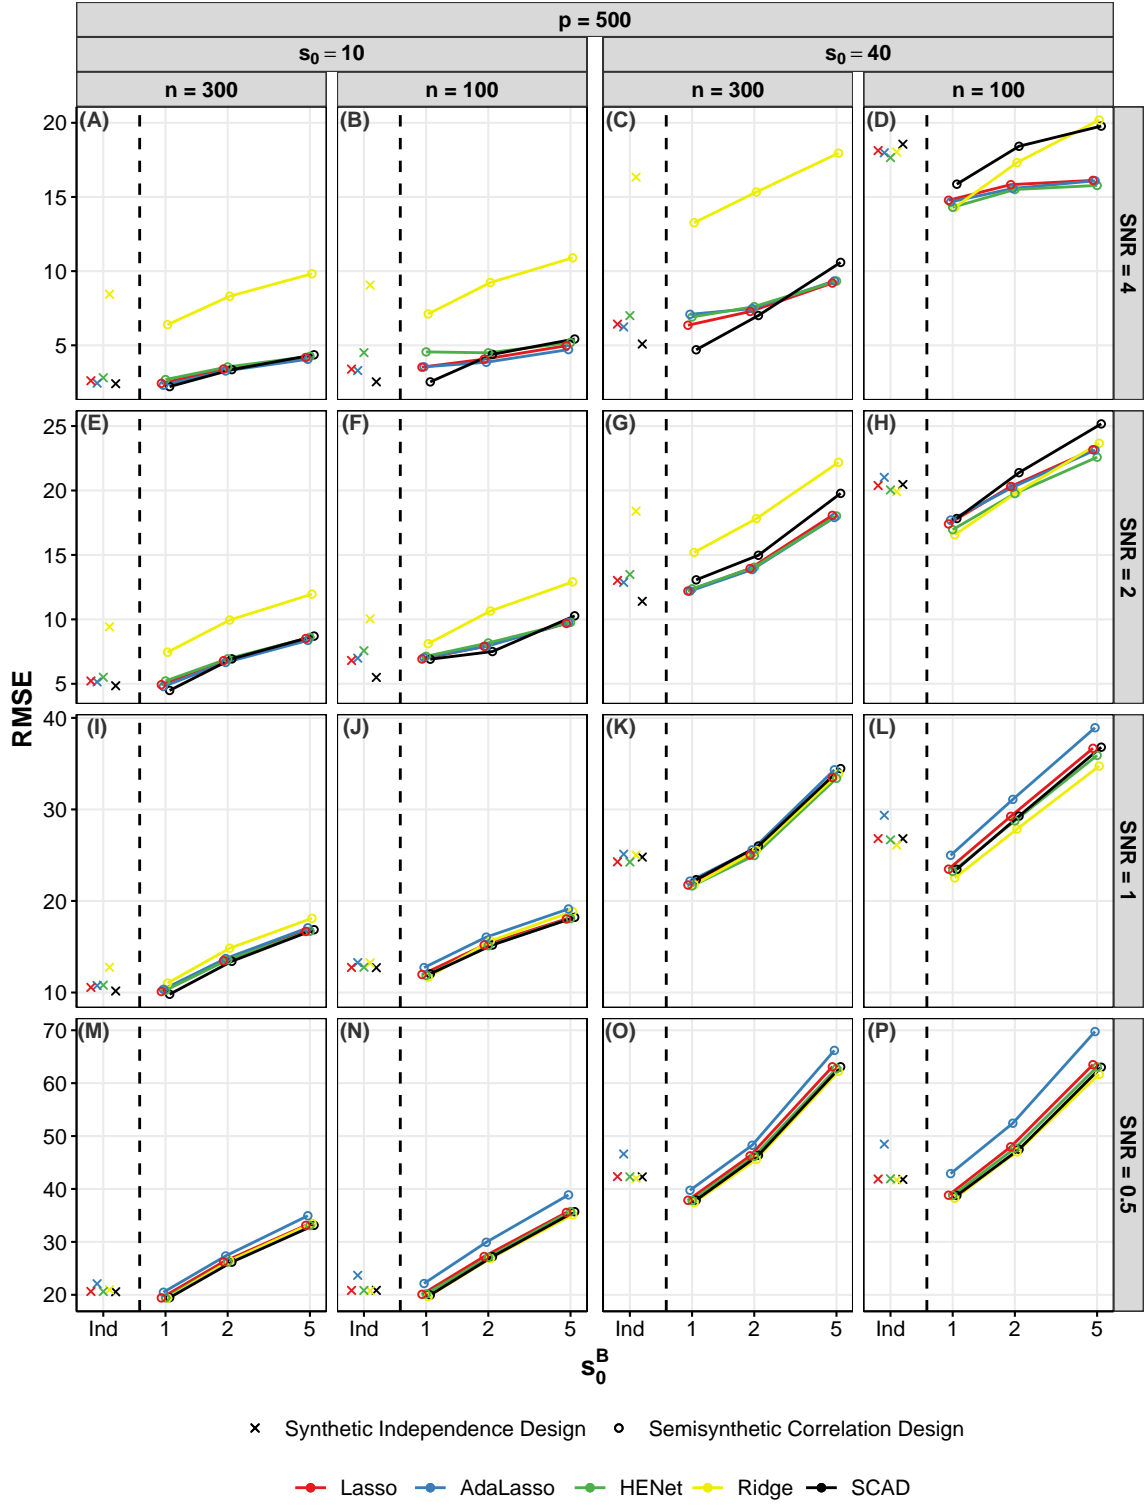 p = 500
s₀ = 10
s₀ = 40
n = 300
n = 100
n = 300
n = 100
(A)
(B)
(C)
(D)
20
15
10
5
SNR = 4
(E)
(F)
(G)
(H)
25
20
15
10
5
SNR = 2
RMSE
(I)
(J)
(K)
(L)
40
30
20
10
SNR = 1
(M)
(N)
(O)
(P)
70
60
50
40
30
20
SNR = 0.5
Ind 1 2 5
Ind 1 2 5
Ind 1 2 5
Ind 1 2 5
s₀ᴮ
Synthetic Independence Design
Semisynthetic Correlation Design
Lasso AdaLasso HENet Ridge SCAD